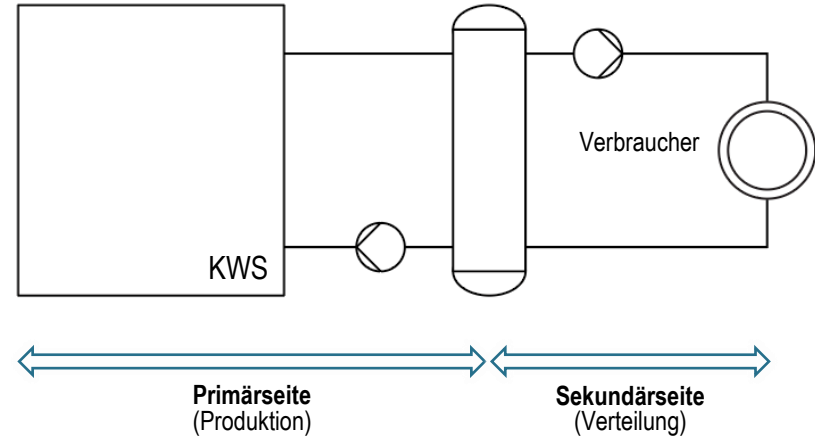 Verbraucher
KWS
Primärseite
(Produktion)
Sekundärseite
(Verteilung)